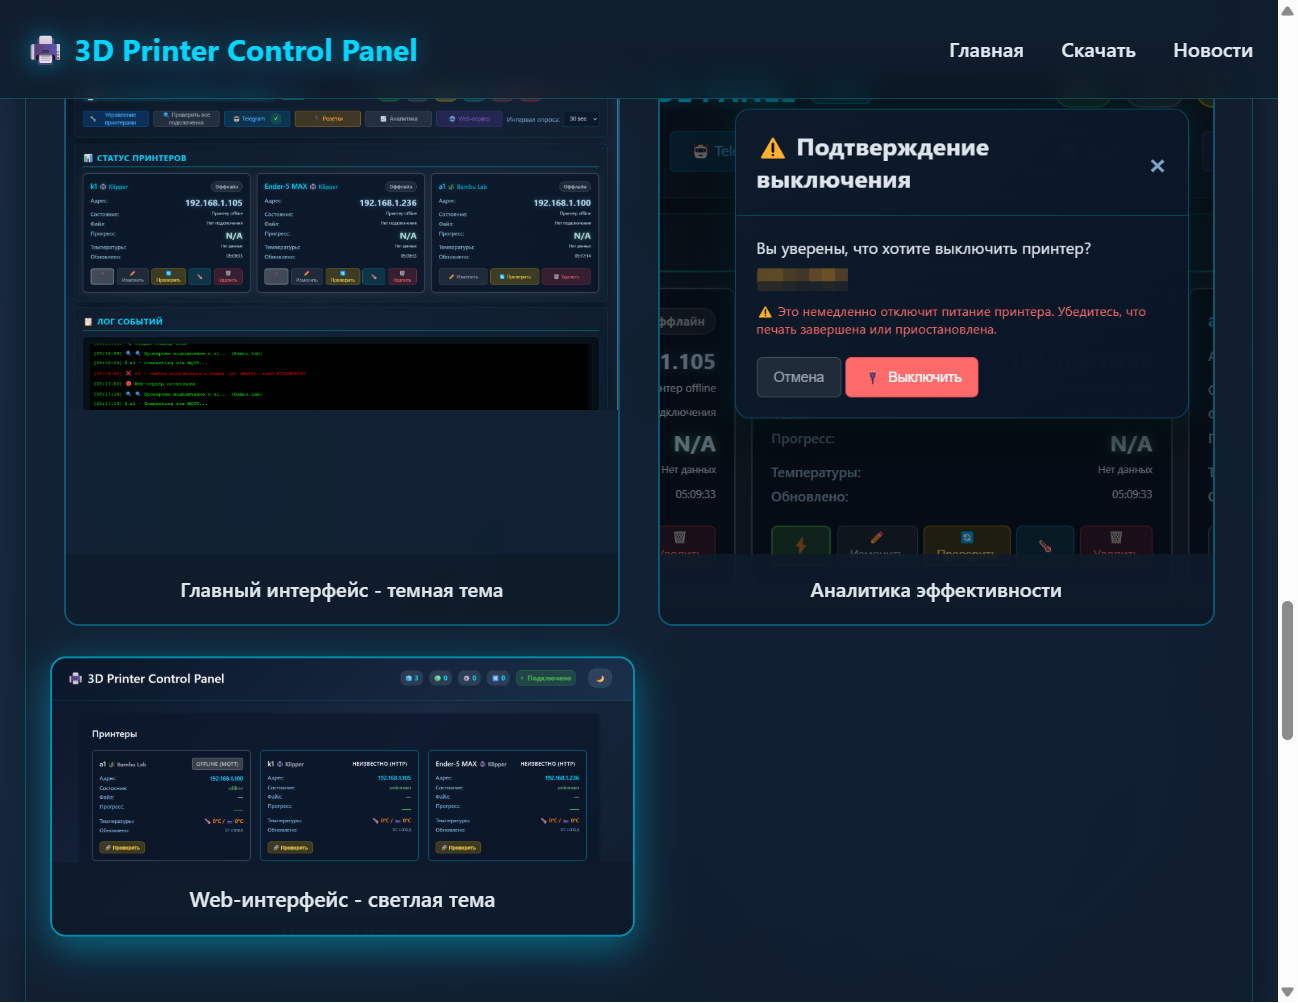 3D Printer Control Panel
Главная
Скачать
Новости
Управление принтерами
Проверить все подключения
Telegram
Розетки
Аналитика
Web-сервер
Интервал опроса:
30 sec
СТАТУС ПРИНТЕРОВ
k1 Klipper
Оффлайн
Адрес:
192.168.1.105
Состояние:
Принтер offline
Файл:
Нет подключения
Прогресс:
N/A
Температуры:
Нет данных
Обновлено:
05:09:33
Изменить
Проверить
Удалить
Ender-5 MAX Klipper
Оффлайн
Адрес:
192.168.1.236
Состояние:
Принтер offline
Файл:
Нет подключения
Прогресс:
N/A
Температуры:
Нет данных
Обновлено:
05:09:33
Изменить
Проверить
Удалить
a1 Bambu Lab
Оффлайн
Адрес:
192.168.1.100
Состояние:
Принтер offline
Файл:
Нет подключения
Прогресс:
N/A
Температуры:
Нет данных
Обновлено:
Изменить
Проверить
Удалить
ЛОГ СОБЫТИЙ
Главный интерфейс - темная тема
Подтверждение
выключения
Вы уверены, что хотите выключить принтер?
Это немедленно отключит питание принтера. Убедитесь, что
печать завершена или приостановлена.
Отмена
Выключить
ффлайн
1.105
нтер offline
дключения
N/A
Нет данных
05:09:33
Прогресс:
N/A
Температуры:
Нет данных
Обновлено:
05:09:33
Удалить
Изменить
Проверить
Удалить
Аналитика эффективности
3D Printer Control Panel
3
0
0
0
Подключено
Принтеры
a1 Bambu Lab
OFFLINE (MQTT)
Адрес:
192.168.1.100
Состояние:
offline
Файл:
—
Прогресс:
Температуры:
0°C / 0°C
Обновлено:
Проверить
k1 Klipper
НЕИЗВЕСТНО (HTTP)
Адрес:
192.168.1.105
Состояние:
unknown
Файл:
—
Прогресс:
Температуры:
0°C / 0°C
Обновлено:
Проверить
Ender-5 MAX Klipper
НЕИЗВЕСТНО (HTTP)
Адрес:
192.168.1.236
Состояние:
unknown
Файл:
—
Прогресс:
Температуры:
0°C / 0°C
Обновлено:
Проверить
Web-интерфейс - светлая тема